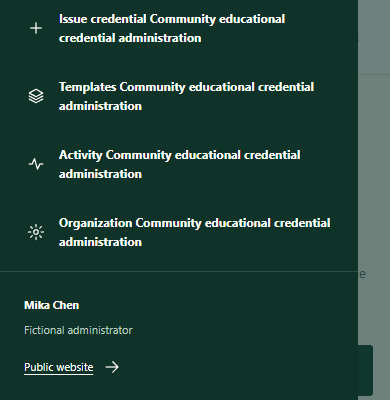 Issue credential Community educational
credential administration
Templates Community educational credential
administration
Activity Community educational credential
administration
Organization Community educational credential
administration
Mika Chen
Fictional administrator
Public website
e